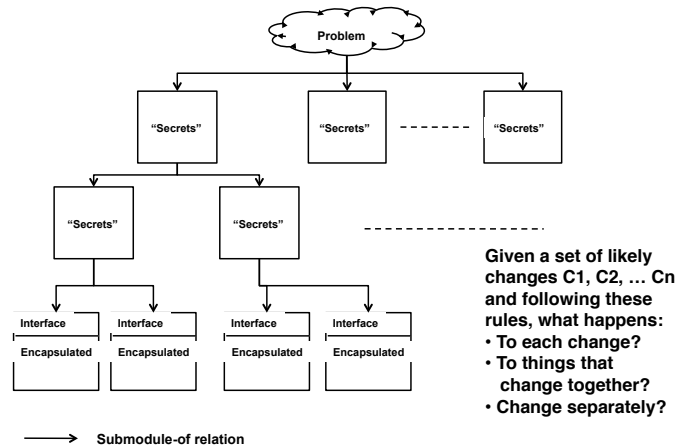 Problem
“Secrets”
“Secrets”
“Secrets”
“Secrets”
“Secrets”
Interface
Encapsulated
Interface
Encapsulated
Interface
Encapsulated
Interface
Encapsulated
Given a set of likely
changes C1, C2, … Cn
and following these
rules, what happens:
• To each change?
• To things that
change together?
• Change separately?
Submodule-of relation